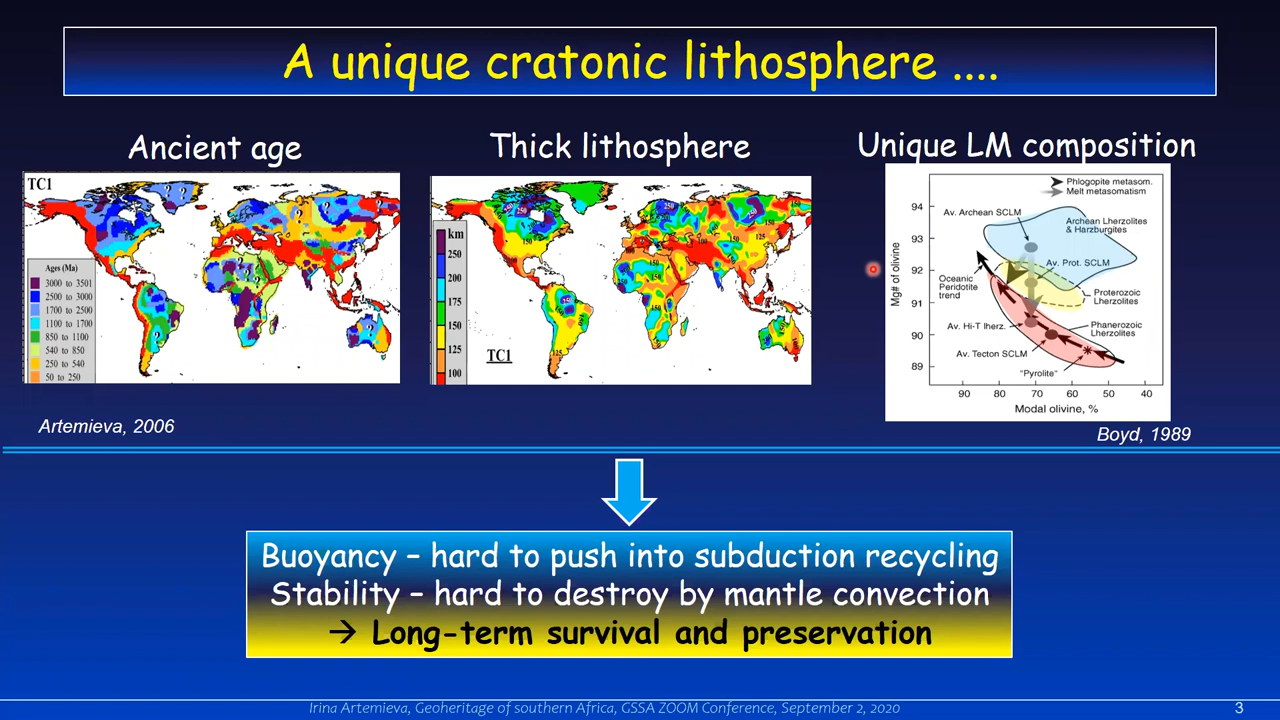 A unique cratonic lithosphere ....
Ancient age
Thick lithosphere
Unique LM composition
TC1
Ages (Ma)
3000 to 3501
2500 to 3000
1700 to 2500
1100 to 1700
850 to 1100
540 to 850
250 to 540
50 to 250
km
250
200
175
150
125
100
TC1
Phlogopite metasom.
Melt metasomatism
Av. Archean SCLM
Archean Lherzolites
& Harzburgites
Av. Prot. SCLM
Oceanic
Peridotite
trend
Proterozoic
Lherzolites
Av. Hi-T lherz.
Phanerozoic
Lherzolites
Av. Tecton SCLM
"Pyrolite"
Mg# of olivine
94
93
92
91
90
89
90 80 70 60 50 40
Modal olivine, %
Artemieva, 2006
Boyd, 1989
Buoyancy – hard to push into subduction recycling
Stability – hard to destroy by mantle convection
→ Long-term survival and preservation
Irina Artemieva, Geoheritage of southern Africa, GSSA ZOOM Conference, September 2, 2020
3